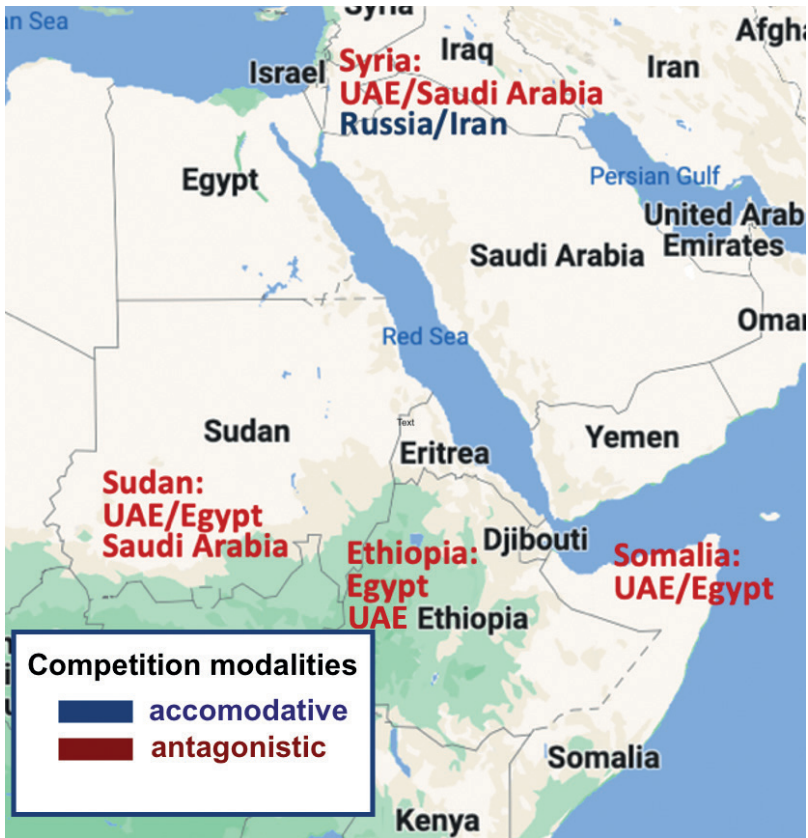 an Sea
Syria
Afgha
Israel
Syria:
Iraq
Iran
UAE/Saudi Arabia
Russia/Iran
Egypt
Persian Gulf
United Arab
Emirates
Saudi Arabia
Oman
Red Sea
Text
Sudan
Eritrea
Yemen
Sudan:
UAE/Egypt
Saudi Arabia
Djibouti
Ethiopia:
Egypt
UAE
Ethiopia
Somalia:
UAE/Egypt
Competition modalities
accomodative
antagonistic
Somalia
Kenya